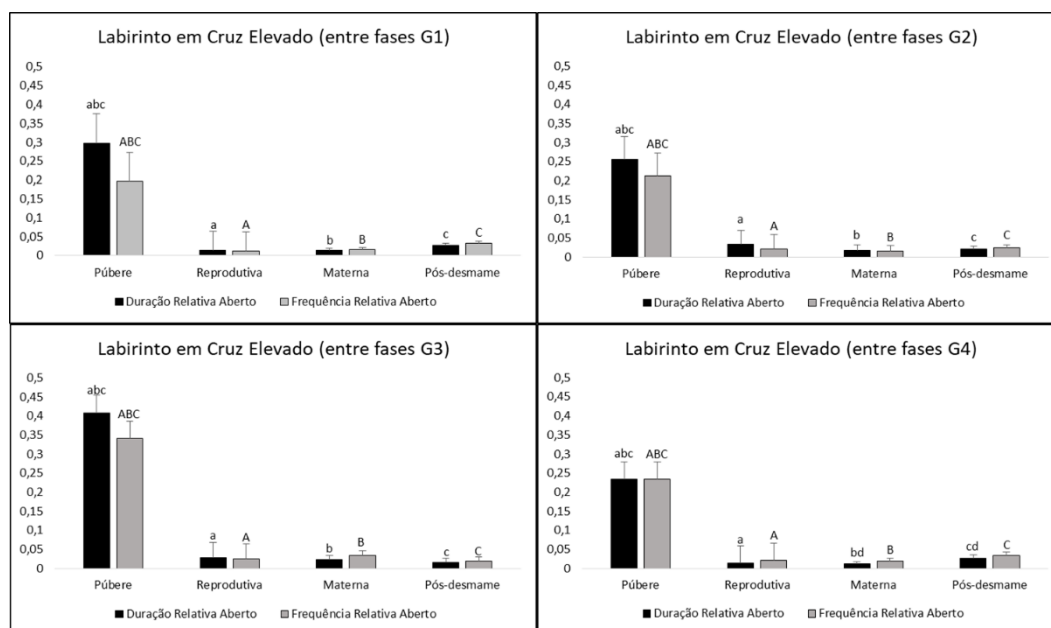 Labirinto em Cruz Elevado (entre fases G1)
0,5
0,45
0,4
0,35
0,3
0,25
0,2
0,15
0,1
0,05
0
abc
ABC
a
A
b
B
c
C
Púbere
Reprodutiva
Materna
Pós-desmame
Duração Relativa Aberto
Frequência Relativa Aberto
Labirinto em Cruz Elevado (entre fases G2)
0,5
0,45
0,4
0,35
0,3
0,25
0,2
0,15
0,1
0,05
0
abc
ABC
a
A
b
B
c
C
Púbere
Reprodutiva
Materna
Pós-desmame
Duração Relativa Aberto
Frequência Relativa Aberto
Labirinto em Cruz Elevado (entre fases G3)
0,5
0,45
0,4
0,35
0,3
0,25
0,2
0,15
0,1
0,05
0
abc
ABC
a
A
b
B
c
C
Púbere
Reprodutiva
Materna
Pós-desmame
Duração Relativa Aberto
Frequência Relativa Aberto
Labirinto em Cruz Elevado (entre fases G4)
0,5
0,45
0,4
0,35
0,3
0,25
0,2
0,15
0,1
0,05
0
abc
ABC
a
A
bd
B
cd
C
Púbere
Reprodutiva
Materna
Pós-desmame
Duração Relativa Aberto
Frequência Relativa Aberto